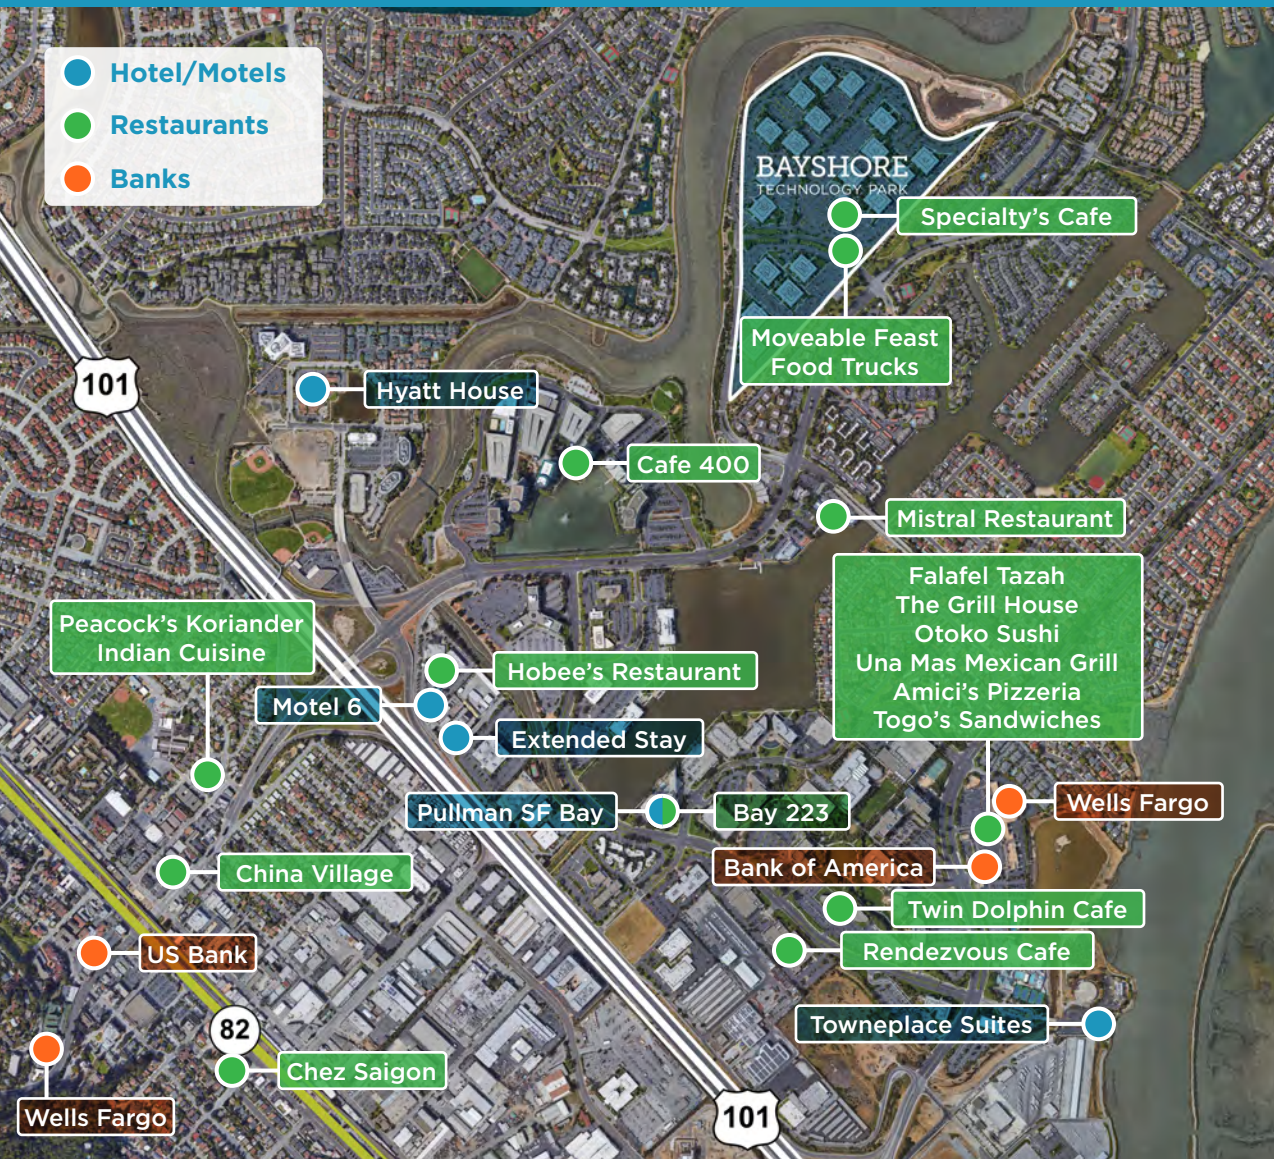 Hotel/Motels
Restaurants
Banks
BAYSHORE
TECHNOLOGY PARK
Specialty's Cafe
Moveable Feast
Food Trucks
101
Hyatt House
Cafe 400
Mistral Restaurant
Falafel Tazah
The Grill House
Otoko Sushi
Una Mas Mexican Grill
Amici's Pizzeria
Togo's Sandwiches
Peacock's Koriander
Indian Cuisine
Hobee's Restaurant
Motel 6
Extended Stay
Pullman SF Bay
Bay 223
Wells Fargo
Bank of America
China Village
Twin Dolphin Cafe
US Bank
Rendezvous Cafe
82
Towneplace Suites
Chez Saigon
Wells Fargo
101